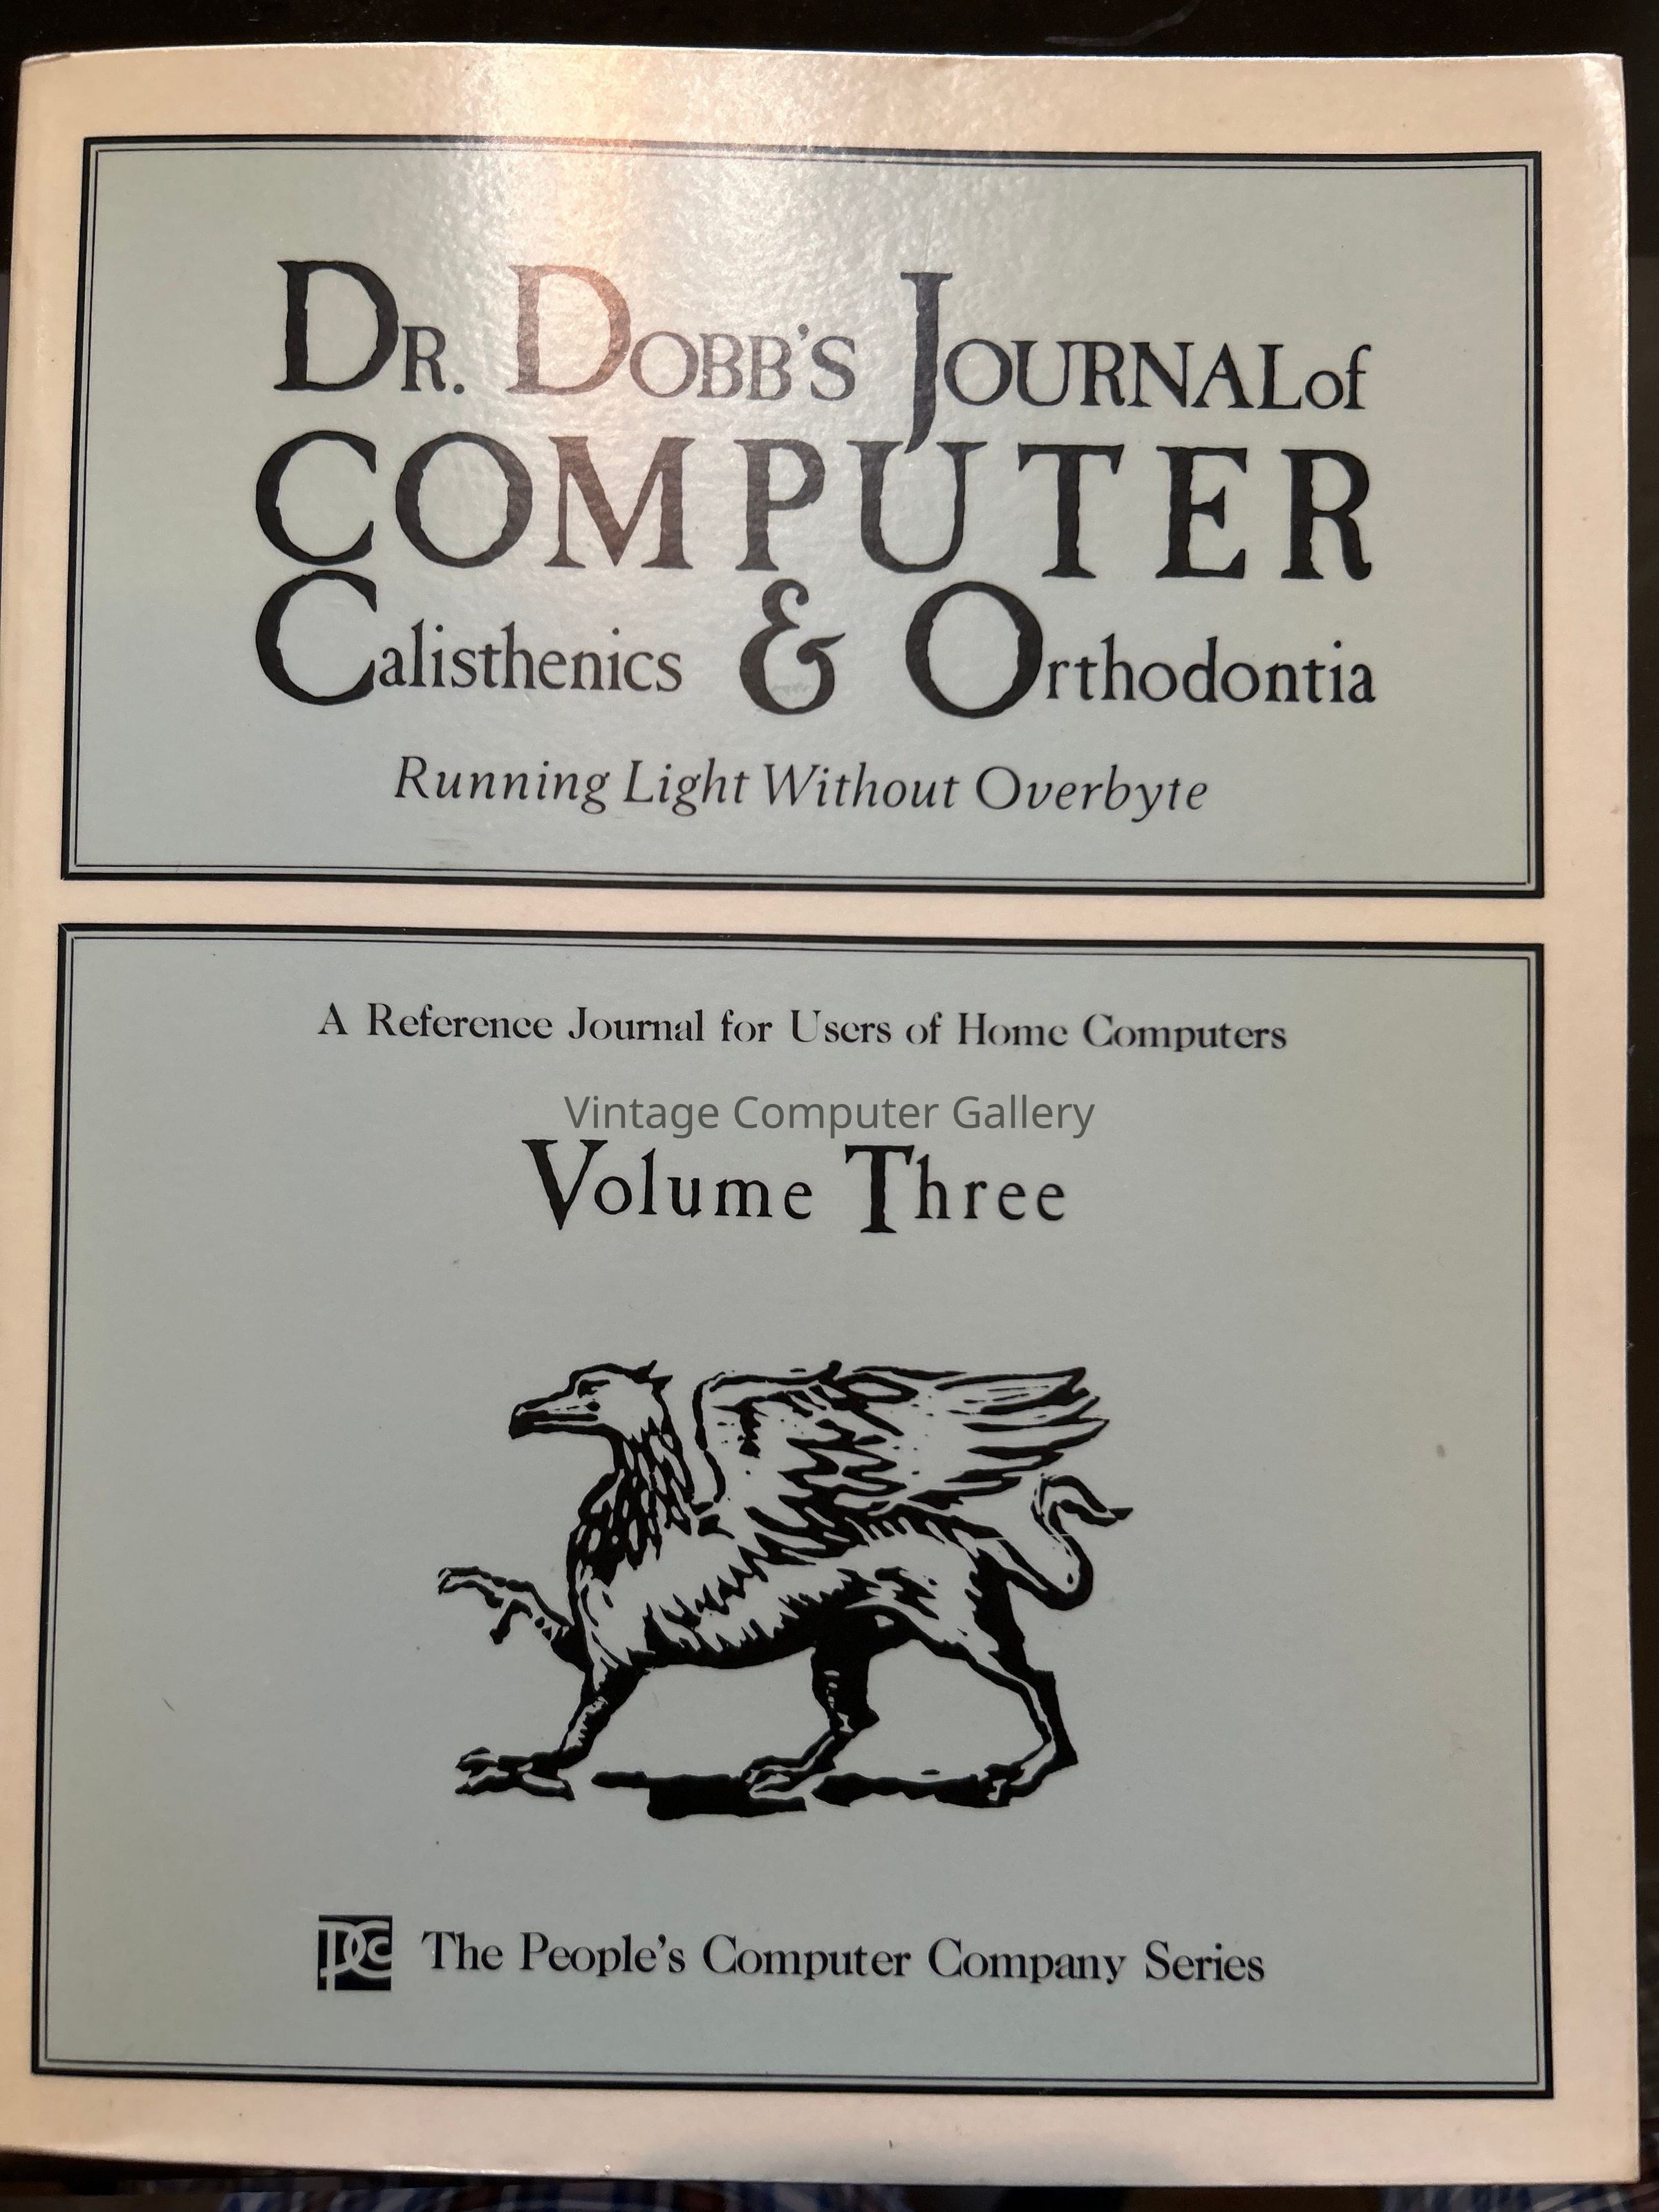 DR. DOBB'S JOURNAL of
COMPUTER
Calisthenics & Orthodontia
Running Light Without Overbyte
A Reference Journal for Users of Home Computers
Vintage Computer Gallery
Volume Three
pcc The People's Computer Company Series